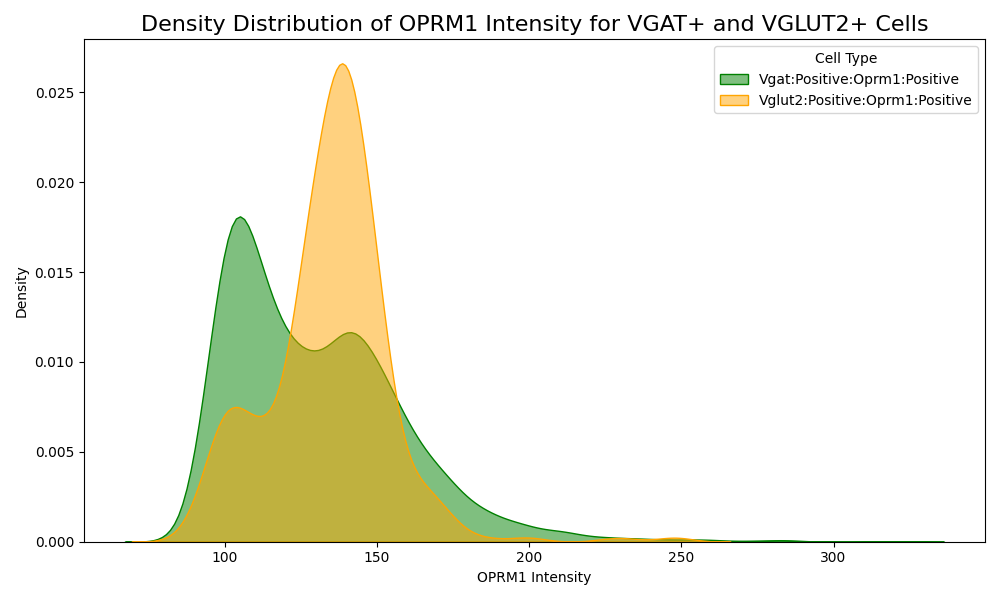 Density Distribution of OPRM1 Intensity for VGAT+ and VGLUT2+ Cells
Cell Type
Vgat:Positive:Oprm1:Positive
Vglut2:Positive:Oprm1:Positive
Density
0.025
0.020
0.015
0.010
0.005
0.000
100 150 200 250 300
OPRM1 Intensity